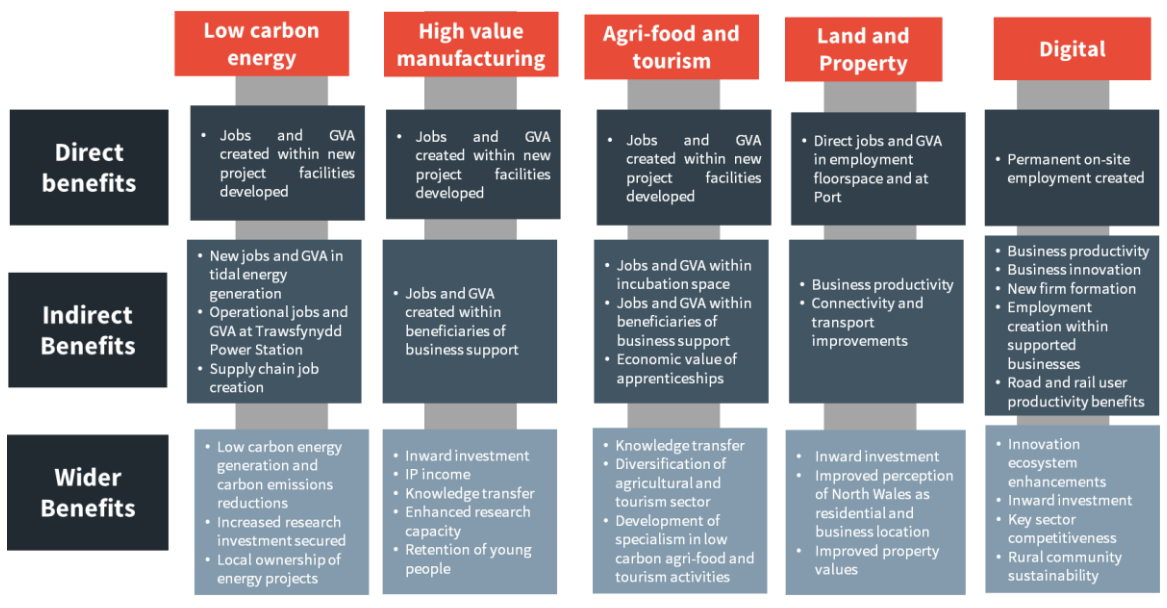 Low carbon
energy
High value
manufacturing
Agri-food and
tourism
Land and
Property
Digital
Direct
benefits
• Jobs and GVA
created within new
project facilities
developed
• Jobs and GVA
created within new
project facilities
developed
• Jobs and GVA
created within new
project facilities
developed
• Direct jobs and GVA
in employment
floorspace and at
Port
• Permanent on-site
employment created
Indirect
Benefits
• New jobs and GVA in
tidal energy
generation
• Operational jobs and
GVA at Trawsfynydd
Power Station
• Supply chain job
creation
• Jobs and GVA
created within
beneficiaries of
business support
• Jobs and GVA within
incubation space
• Jobs and GVA within
beneficiaries of
business support
• Economic value of
apprenticeships
• Business productivity
• Connectivity and
transport
improvements
• Business productivity
• Business innovation
• New firm formation
• Employment
creation within
supported
businesses
• Road and rail user
productivity benefits
Wider
Benefits
• Low carbon energy
generation and
carbon emissions
reductions
• Increased research
investment secured
• Local ownership of
energy projects
• Inward investment
• IP income
• Knowledge transfer
• Enhanced research
capacity
• Retention of young
people
• Knowledge transfer
• Diversification of
agricultural and
tourism sector
• Development of
specialism in low
carbon agri-food and
tourism activities
• Inward investment
• Improved perception
of North Wales as
residential and
business location
• Improved property
values
• Innovation
ecosystem
enhancements
• Inward investment
• Key sector
competitiveness
• Rural community
sustainability